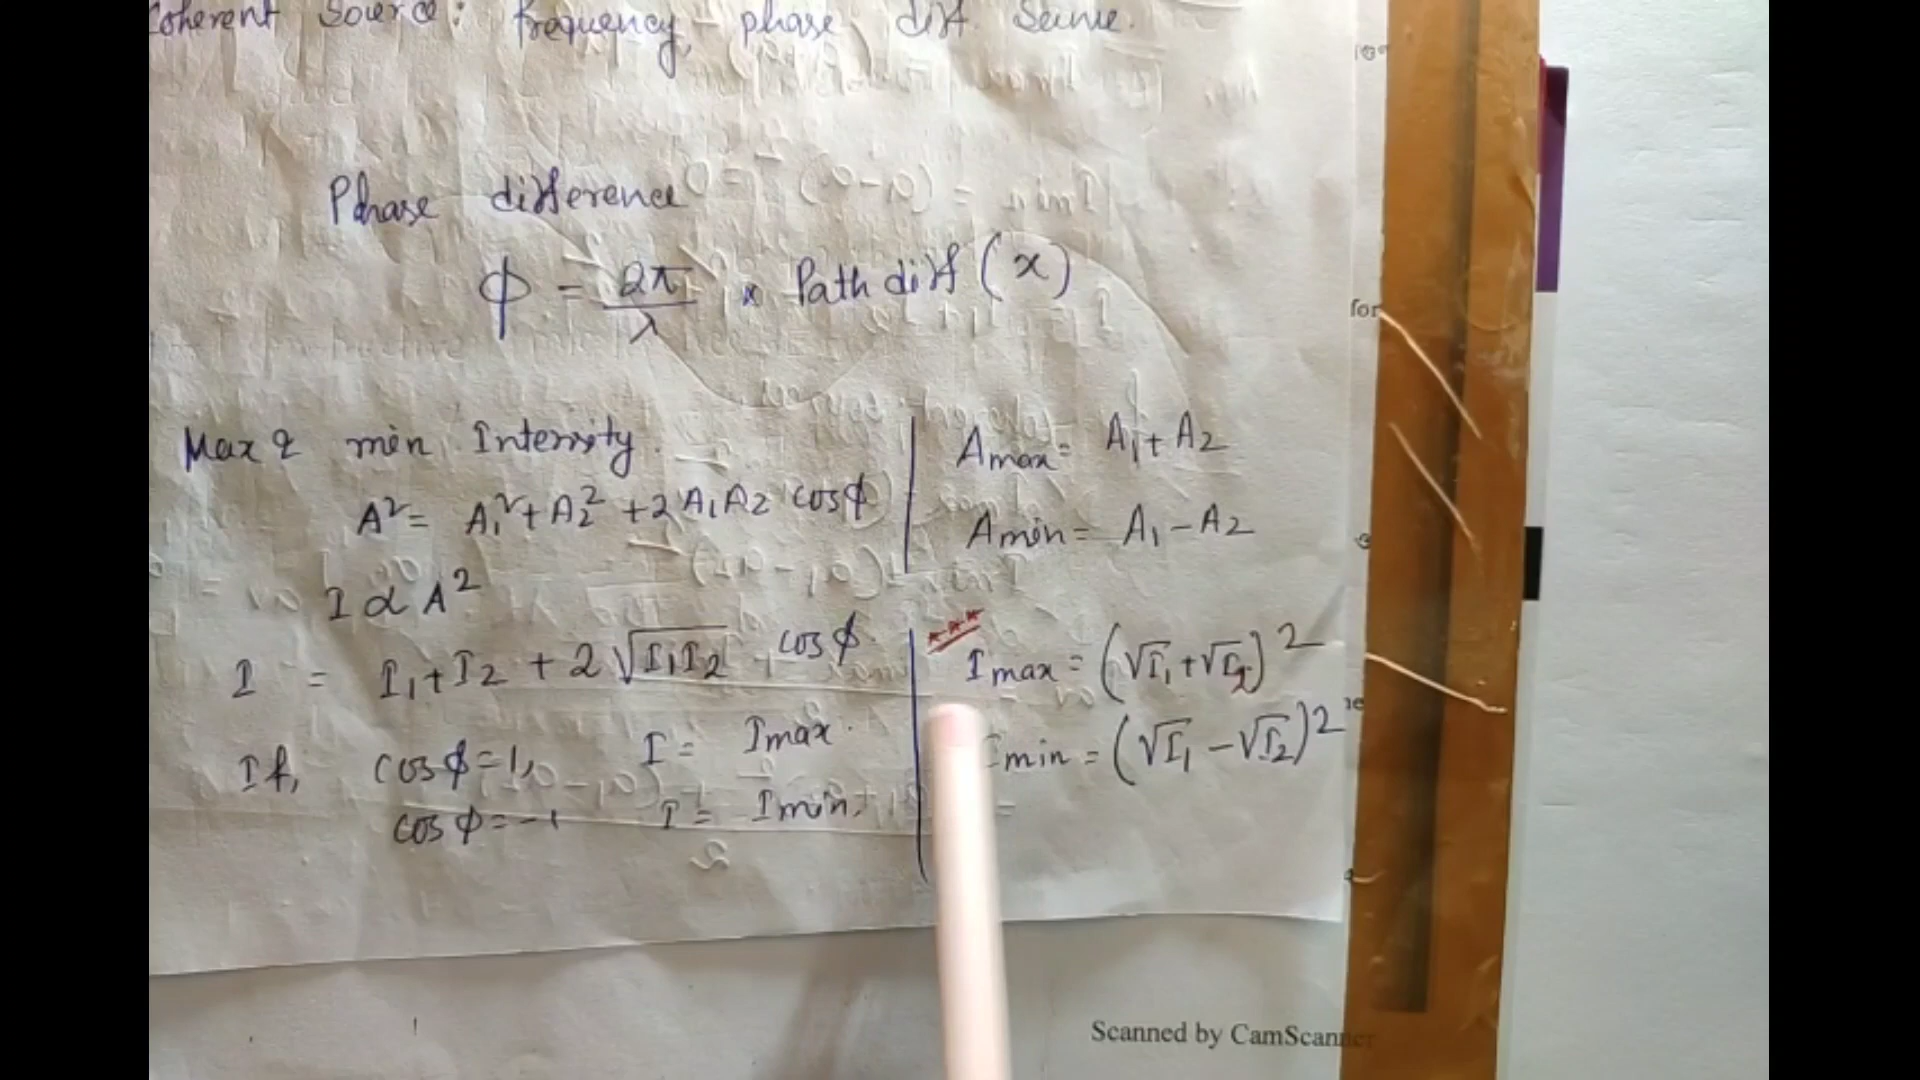 Coherent Source: frequency, phase diff same.
Phase difference
ϕ = 2π/λ × Path diff (x)
Max & min Intensity.
A² = A₁² + A₂² + 2A₁A₂ cosϕ
I α A²
I = I₁ + I₂ + 2√I₁I₂ cosϕ
If, cosϕ=1, I = Imax.
cosϕ=-1 I = Imin.
Amax = A₁ + A₂
Amin = A₁ - A₂
Imax = (√I₁ + √I₂)²
Imin = (√I₁ - √I₂)²
for
Scanned by CamScanner